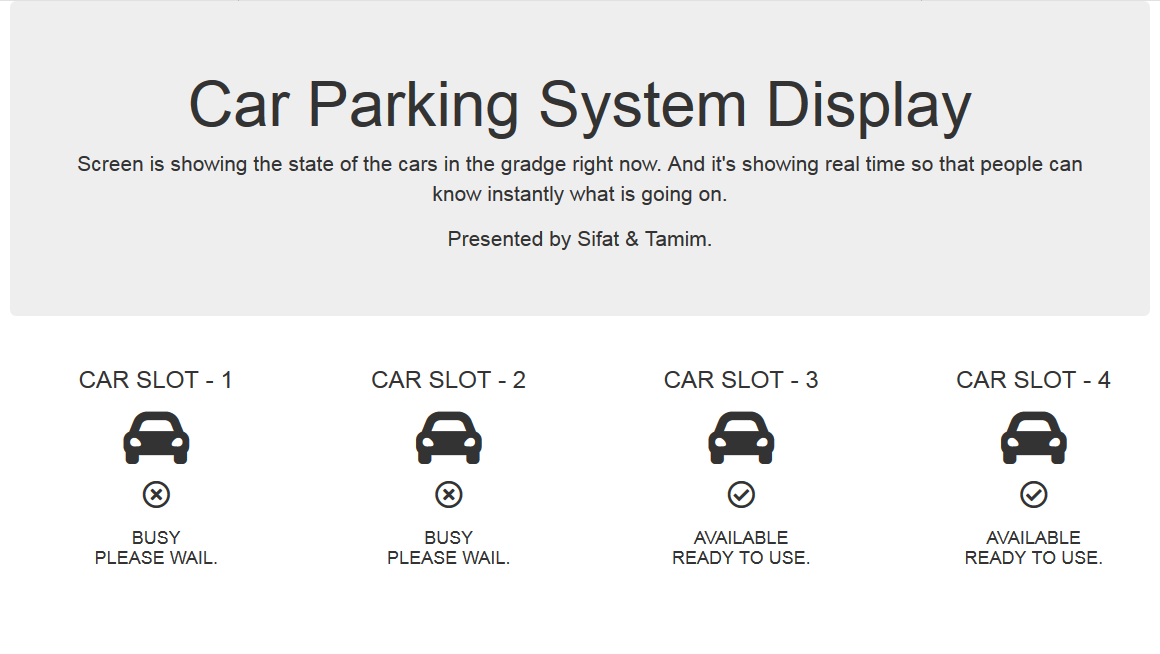 Car Parking System Display
Screen is showing the state of the cars in the gradge right now. And it's showing real time so that people can
know instantly what is going on.
Presented by Sifat & Tamim.
CAR SLOT - 1
BUSY
PLEASE WAIL.
CAR SLOT - 2
BUSY
PLEASE WAIL.
CAR SLOT - 3
AVAILABLE
READY TO USE.
CAR SLOT - 4
AVAILABLE
READY TO USE.